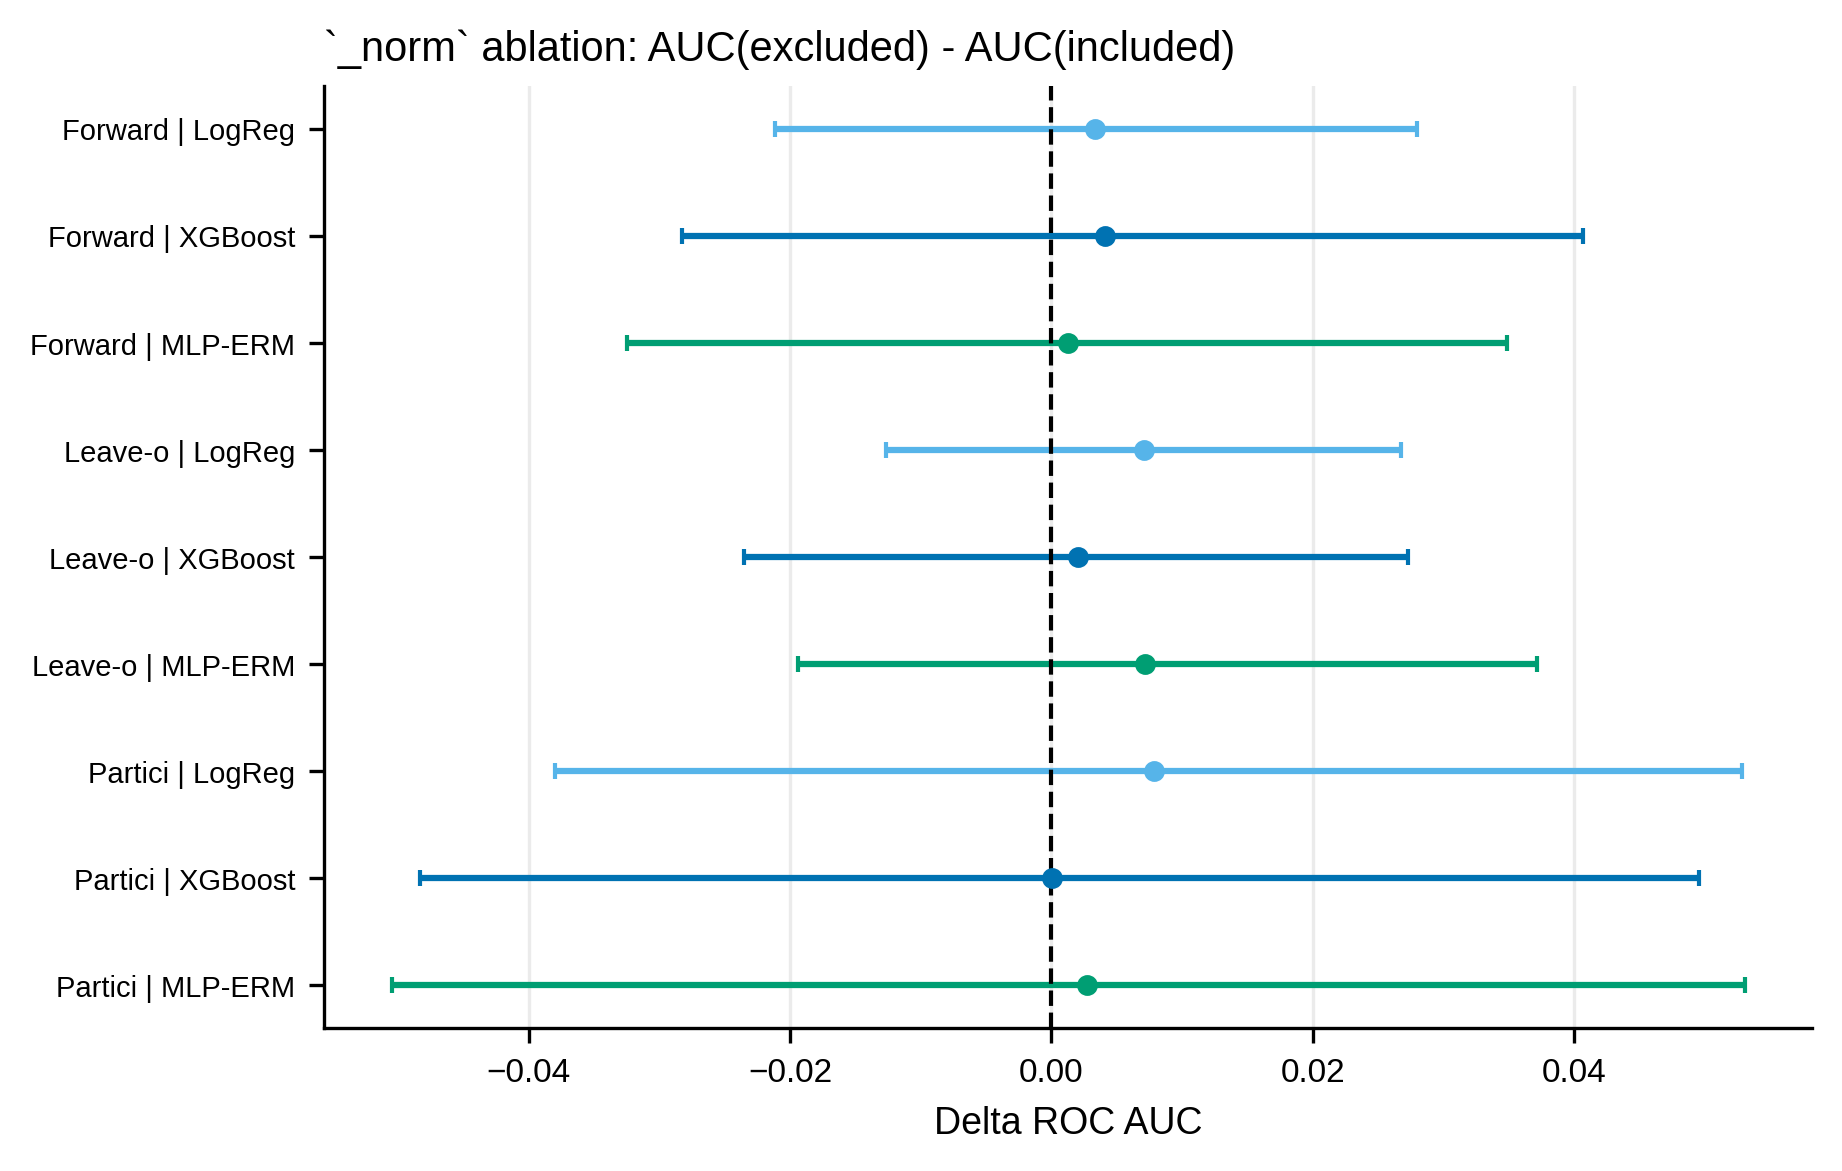 `_norm` ablation: AUC(excluded) - AUC(included)
Forward | LogReg
Forward | XGBoost
Forward | MLP-ERM
Leave-o | LogReg
Leave-o | XGBoost
Leave-o | MLP-ERM
Partici | LogReg
Partici | XGBoost
Partici | MLP-ERM
−0.04 −0.02 0.00 0.02 0.04
Delta ROC AUC